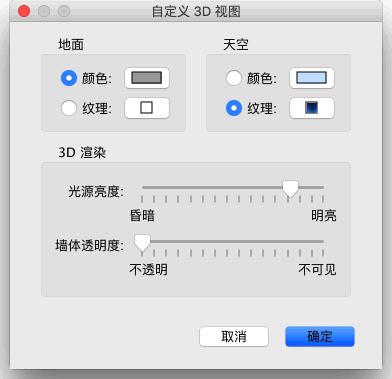 自定义 3D 视图
地面
天空
颜色:
颜色:
纹理:
纹理:
3D 渲染
光源亮度:
昏暗
明亮
墙体透明度:
不透明
不可见
取消
确定